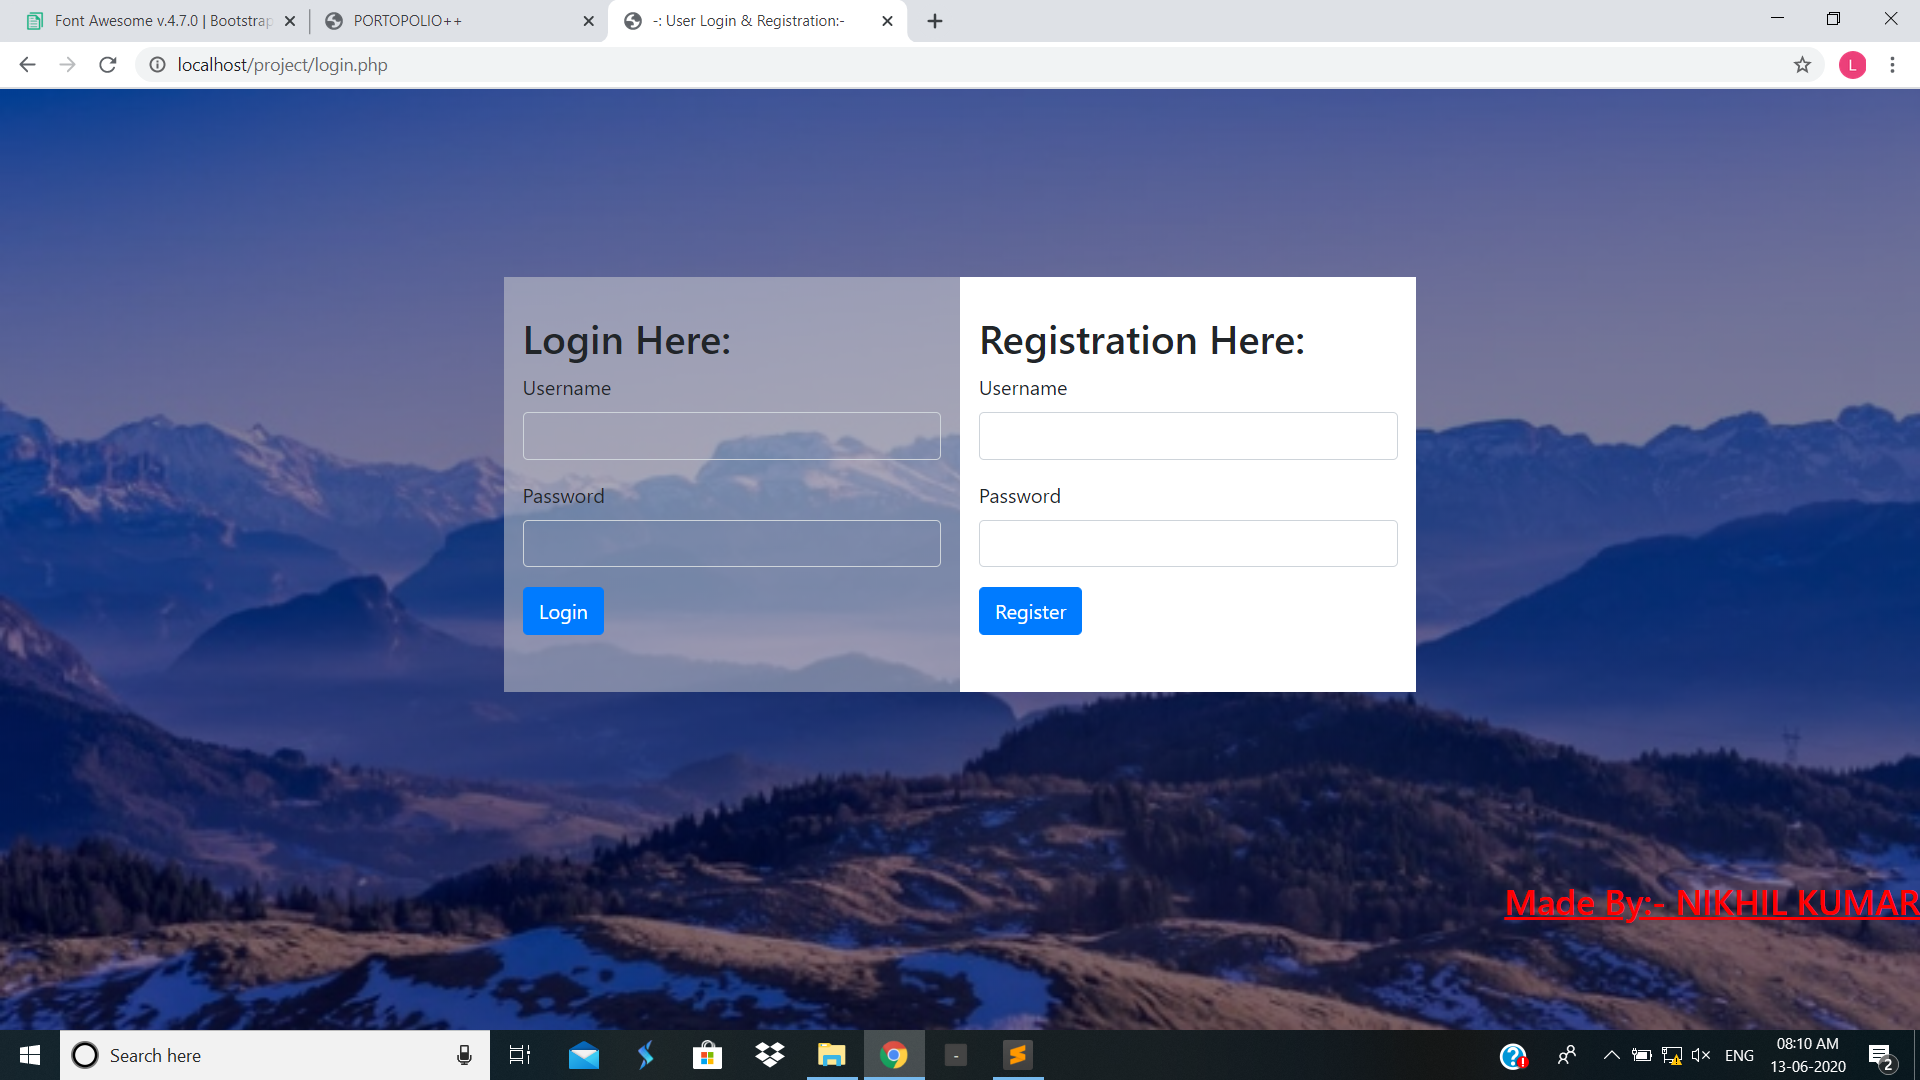 Font Awesome v.4.7.0 | Bootstrap
PORTOPOLIO++
-: User Login & Registration:-
localhost/project/login.php
L
Login Here:
Username
Password
Login
Registration Here:
Username
Password
Register
Made By:- NIKHIL KUMAR
Search here
ENG
08:10 AM
13-06-2020
2